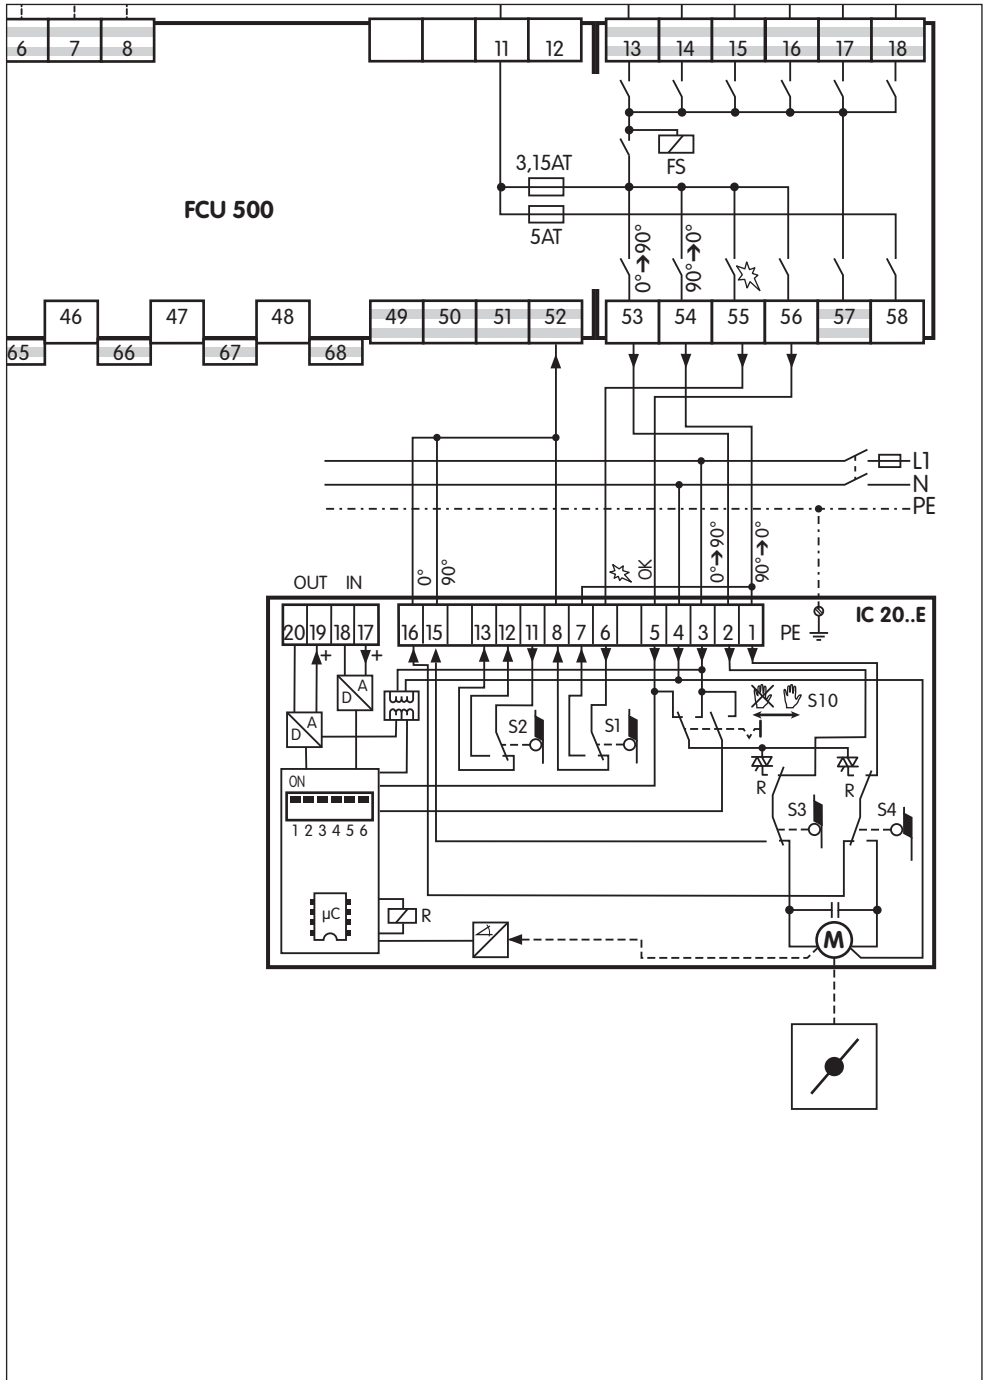 6 7 8 11 12 13 14 15 16 17 18
FS
3,15AT
FCU 500
5AT
0°➔90°
90°➔0°
46 47 48 49 50 51 52 53 54 55 56 57 58
65 66 67 68
L1
N
PE
0°
90°
OK
0°➔90°
90°➔0°
OUT IN
IC 20..E
20 19 18 17 16 15 13 12 11 8 7 6 5 4 3 2 1 PE
+ +
D A
D A
S2
S1
S10
ON
1 2 3 4 5 6
R
R
S3
S4
µC
R
M